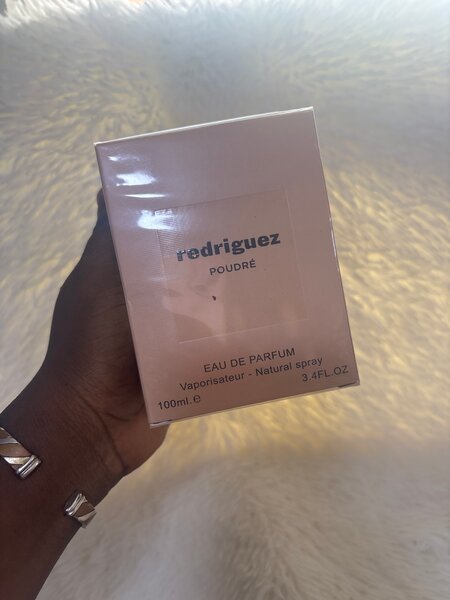 redriguez
POUDRÉ
EAU DE PARFUM
Vaporisateur - Natural spray
100ml.e
3.4FL.OZ